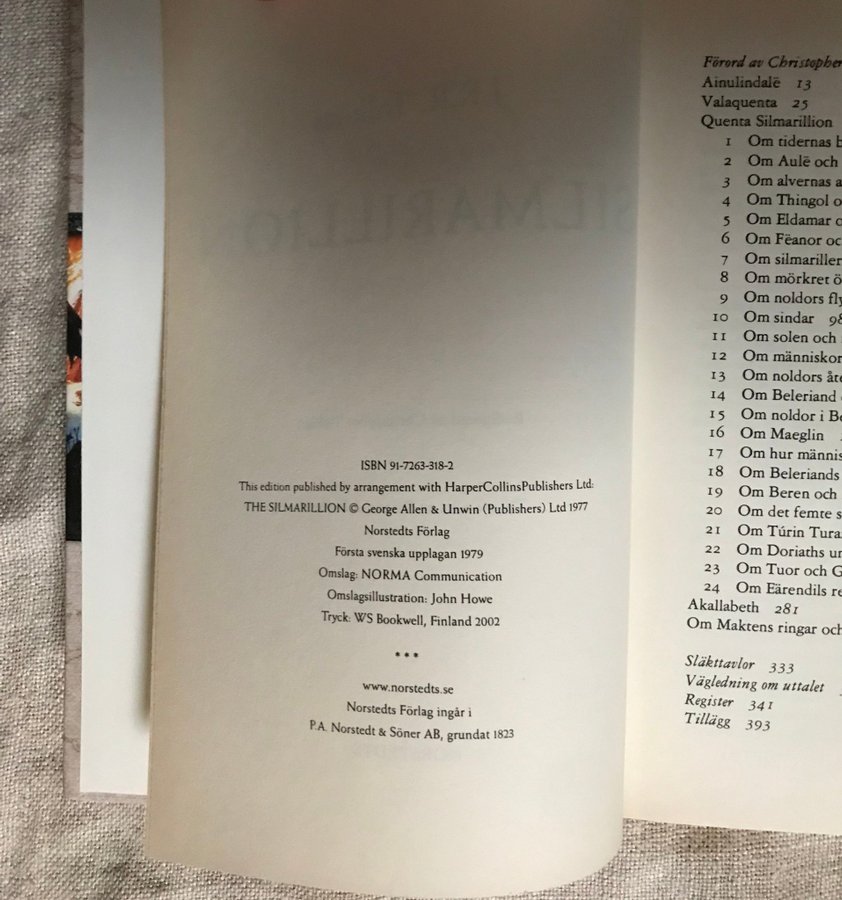 ISBN 91-7263-318-2
This edition published by arrangement with HarperCollinsPublishers Ltd:
THE SILMARILLION © George Allen & Unwin (Publishers) Ltd 1977
Norstedts Förlag
Första svenska upplagan 1979
Omslag: NORMA Communication
Omslagsillustration: John Howe
Tryck: WS Bookwell, Finland 2002
***
www.norstedts.se
Norstedts Förlag ingår i
P.A. Norstedt & Söner AB, grundat 1823
Förord av Christopher
Ainulindalë 13
Valaquenta 25
Quenta Silmarillion
1 Om tidernas
2 Om Aulë och
3 Om alvernas
4 Om Thingol
5 Om Eldamar
6 Om Fëanor
7 Om silmariller
8 Om mörkret
9 Om noldors
10 Om sindar 98
11 Om solen och
12 Om människor
13 Om noldors
14 Om Beleriand
15 Om noldor i
16 Om Maeglin
17 Om hur
18 Om Beleriands
19 Om Beren och
20 Om det femte
21 Om Túrin
22 Om Doriaths
23 Om Tuor och
24 Om Eärendils
Akallabeth 281
Om Maktens ringar och
Släkttavlor 333
Vägledning om uttalet
Register 341
Tillägg 393